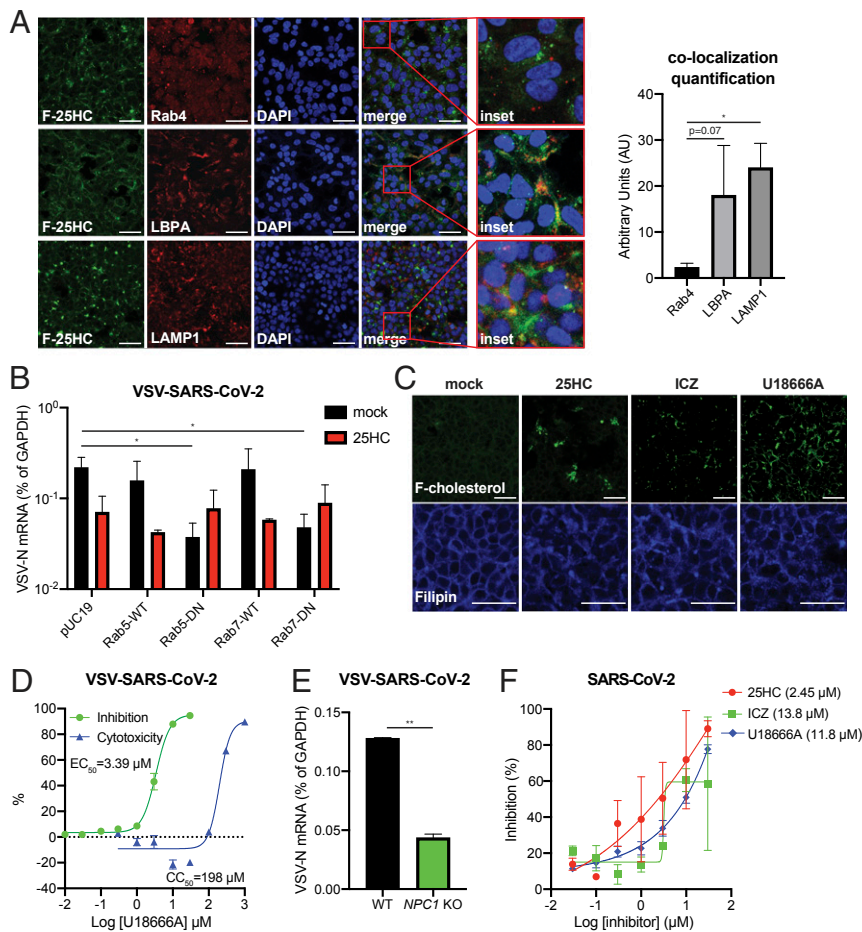 A
F-25HC
Rab4
DAPI
merge
inset
F-25HC
LBPA
DAPI
merge
inset
F-25HC
LAMP1
DAPI
merge
inset
co-localization
quantification
Arbitrary Units (AU)
40
30
20
10
0
*
p=0.07
Rab4
LBPA
LAMP1
B
VSV-SARS-CoV-2
VSV-N mRNA (% of GAPDH)
10^0
10^-1
10^-2
*
*
mock
25HC
pUC19
Rab5-WT
Rab5-DN
Rab7-WT
Rab7-DN
C
mock
25HC
ICZ
U18666A
F-cholesterol
Filipin
D
VSV-SARS-CoV-2
%
100
80
60
40
20
0
-20
-40
Inhibition
Cytotoxicity
EC50=3.39 µM
CC50=198 µM
-2 -1 0 1 2 3
Log [U18666A] µM
E
VSV-SARS-CoV-2
VSV-N mRNA (% of GAPDH)
0.15
0.10
0.05
0.00
**
WT
NPC1 KO
F
SARS-CoV-2
Inhibition (%)
100
80
60
40
20
0
25HC (2.45 µM)
ICZ (13.8 µM)
U18666A (11.8 µM)
-2 -1 0 1 2
Log [inhibitor] (µM)